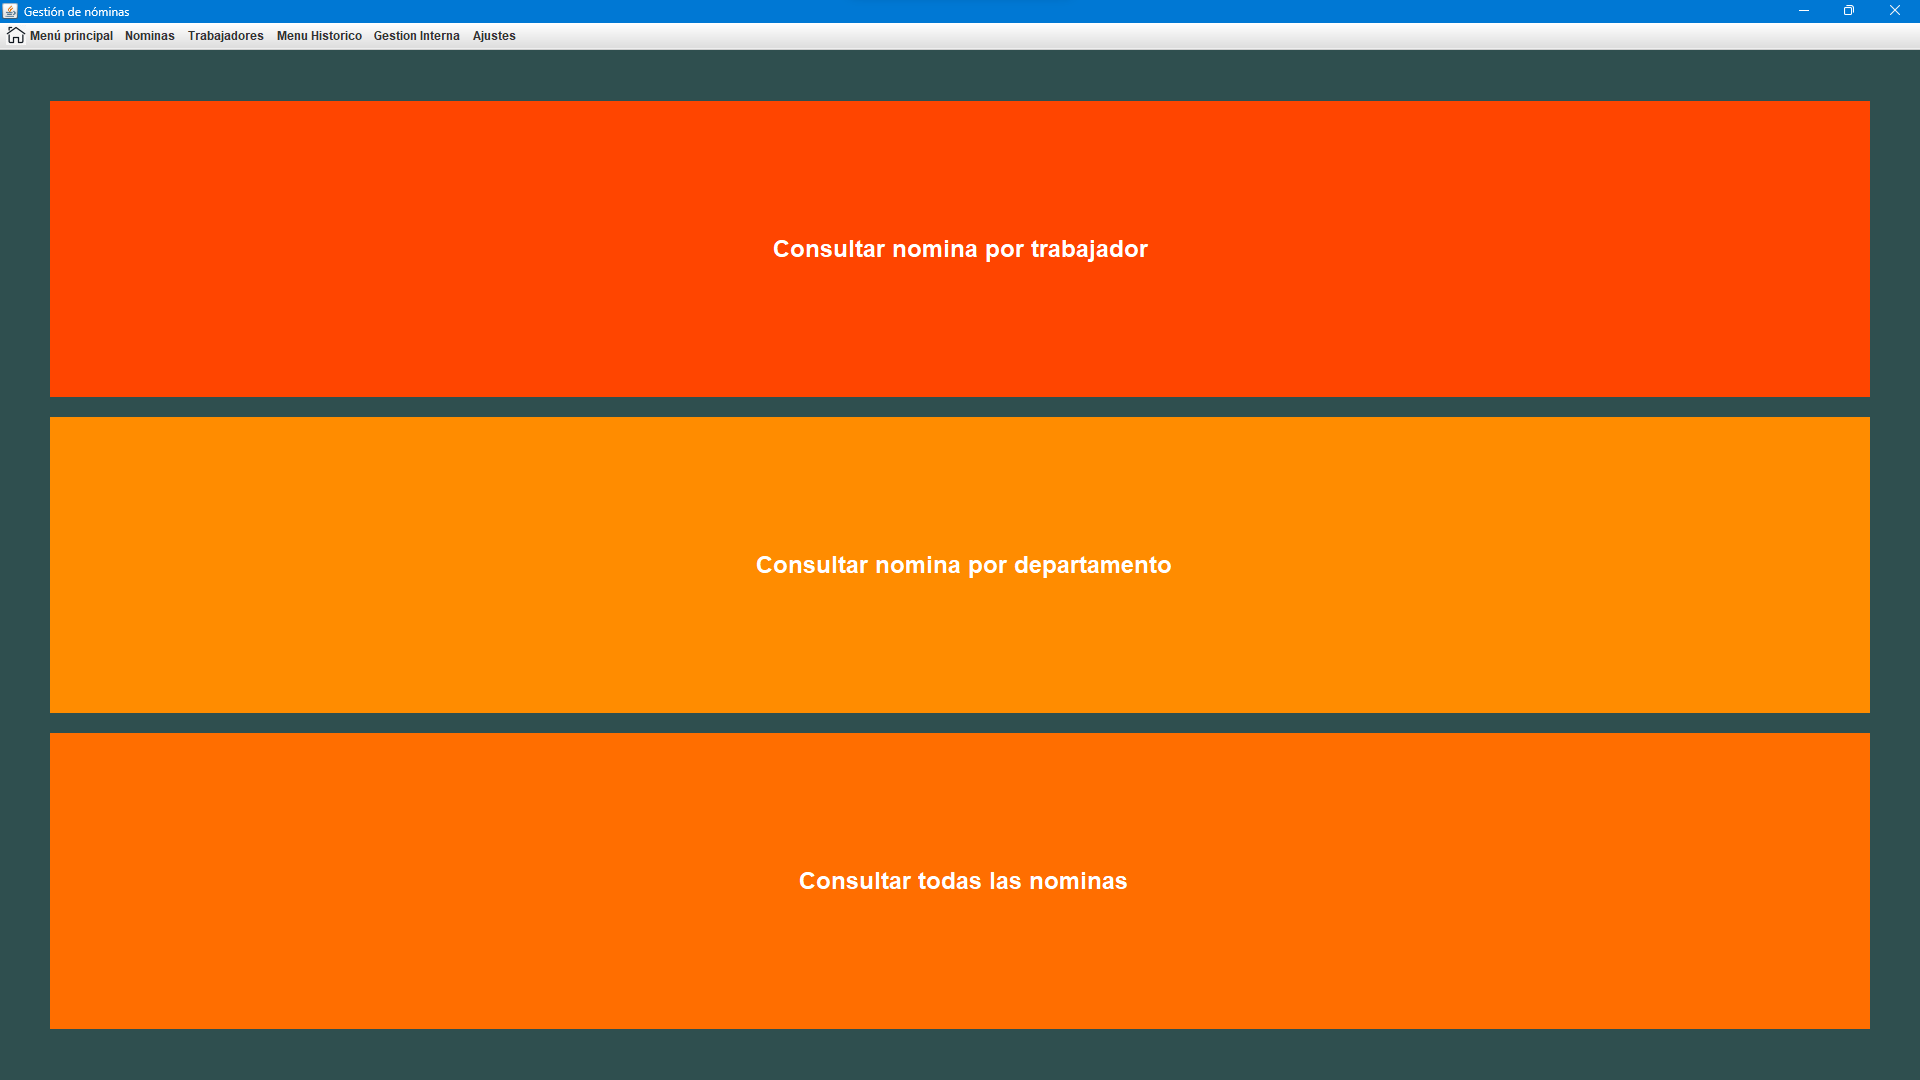 Gestión de nóminas
Menú principal Nominas Trabajadores Menu Historico Gestion Interna Ajustes
Consultar nomina por trabajador
Consultar nomina por departamento
Consultar todas las nominas